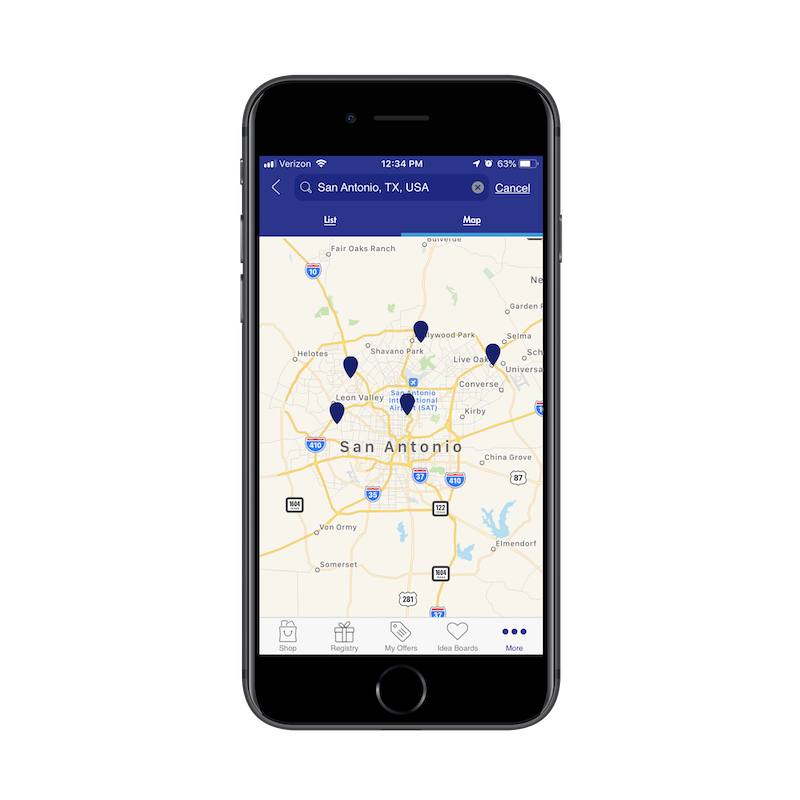 Verizon
12:34 PM
63%
San Antonio, TX, USA
Cancel
List
Map
Bulverde
Fair Oaks Ranch
10
Ne
Garden R
llywood Park
Selma
Shavano Park
Helotes
Live Oak
Sch
Universa
Converse
San Antonio
International
Airport (SAT)
Leon Valley
Kirby
410
San Antonio
China Grove
37
410
87
35
1604
122
Von Ormy
Elmendorf
Somerset
1604
281
37
Shop
Registry
My Offers
Idea Boards
More